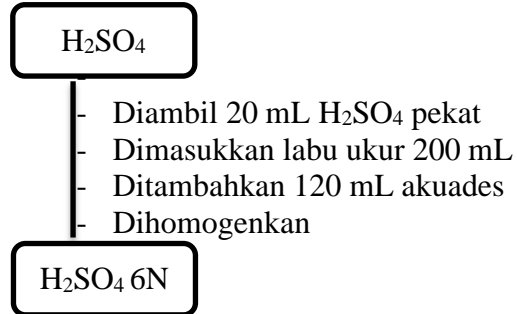 H₂SO₄
- Diambil 20 mL H₂SO₄ pekat
- Dimasukkan labu ukur 200 mL
- Ditambahkan 120 mL akuades
- Dihomogenkan
H₂SO₄ 6N